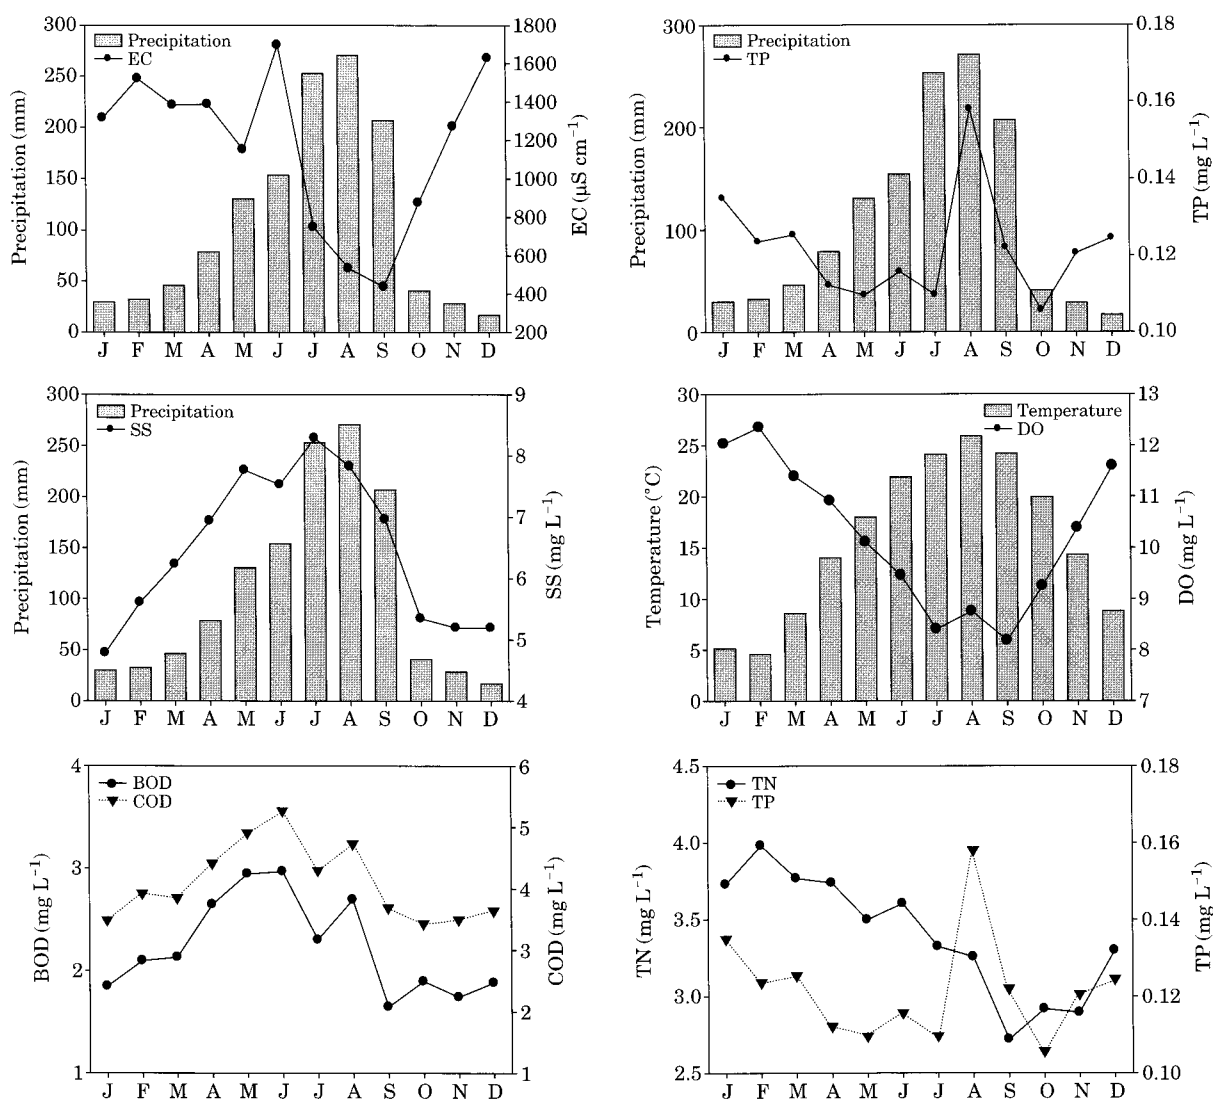 300
250
200
150
100
50
0
Precipitation (mm)
Precipitation
EC
1800
1600
1400
1200
1000
800
600
400
200
EC (μS cm⁻¹)
J F M A M J J A S O N D
300
200
100
0
Precipitation (mm)
Precipitation
TP
0.18
0.16
0.14
0.12
0.10
TP (mg L⁻¹)
J F M A M J J A S O N D
300
250
200
150
100
50
0
Precipitation (mm)
Precipitation
SS
9
8
7
6
5
4
SS (mg L⁻¹)
J F M A M J J A S O N D
30
25
20
15
10
5
0
Temperature (°C)
Temperature
DO
13
12
11
10
9
8
7
DO (mg L⁻¹)
J F M A M J J A S O N D
4
3
2
1
BOD (mg L⁻¹)
BOD
COD
6
5
4
3
2
1
COD (mg L⁻¹)
J F M A M J J A S O N D
4.5
4.0
3.5
3.0
2.5
TN (mg L⁻¹)
TN
TP
0.18
0.16
0.14
0.12
0.10
TP (mg L⁻¹)
J F M A M J J A S O N D